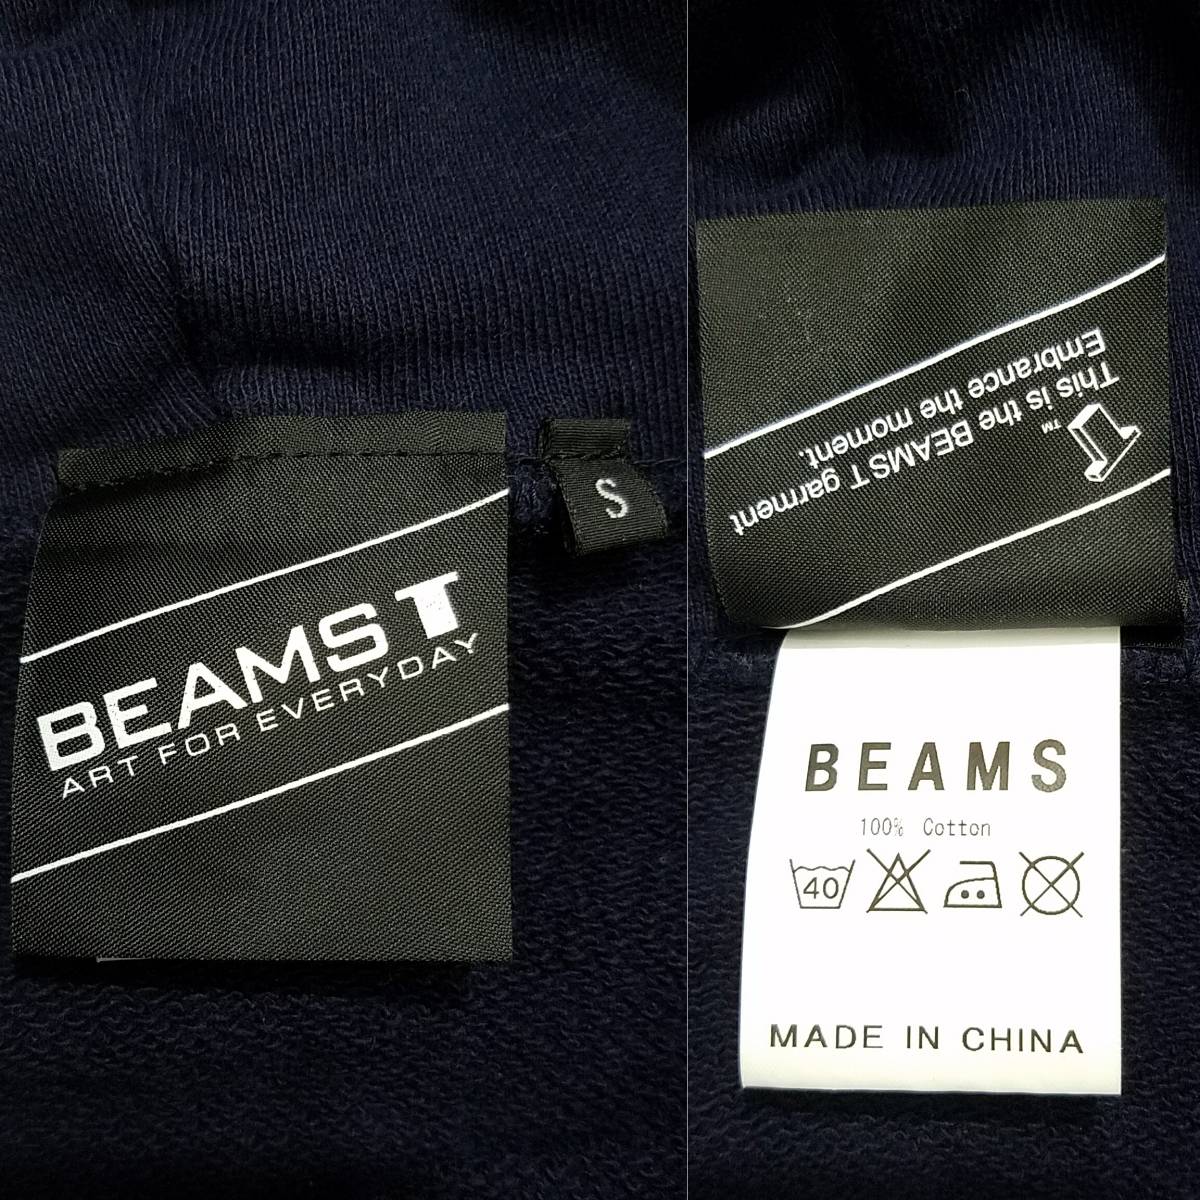 BEAMS T
ART FOR EVERYDAY
S
This is the BEAMS T garment
Embrance the moment.
TM
BEAMS
100% Cotton
40
MADE IN CHINA